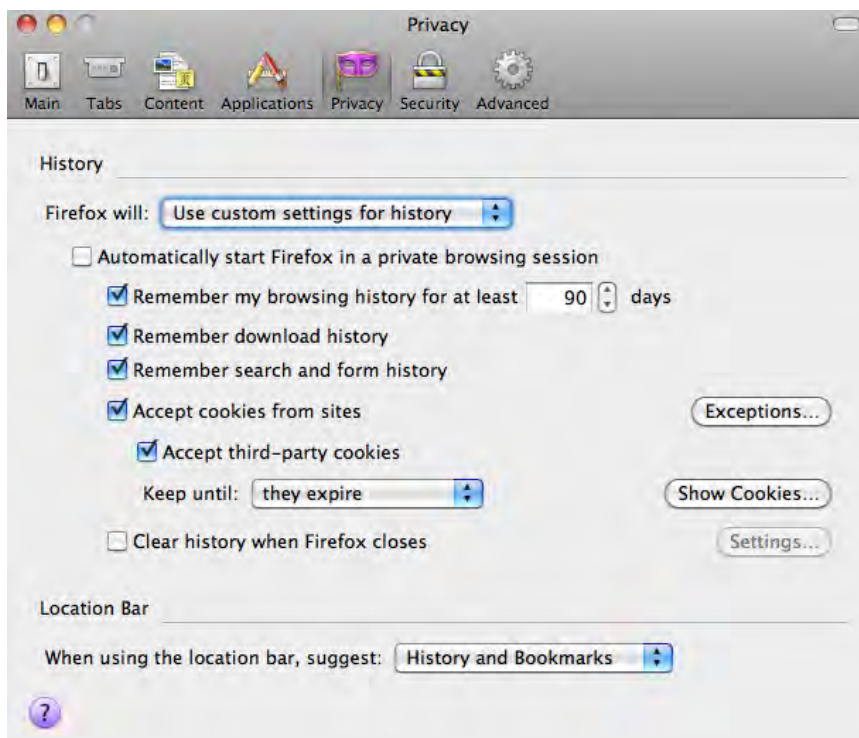 Privacy
Main Tabs Content Applications Privacy Security Advanced
History
Firefox will: Use custom settings for history
Automatically start Firefox in a private browsing session
Remember my browsing history for at least 90 days
Remember download history
Remember search and form history
Accept cookies from sites Exceptions...
Accept third-party cookies
Keep until: they expire Show Cookies...
Clear history when Firefox closes Settings...
Location Bar
When using the location bar, suggest: History and Bookmarks
?